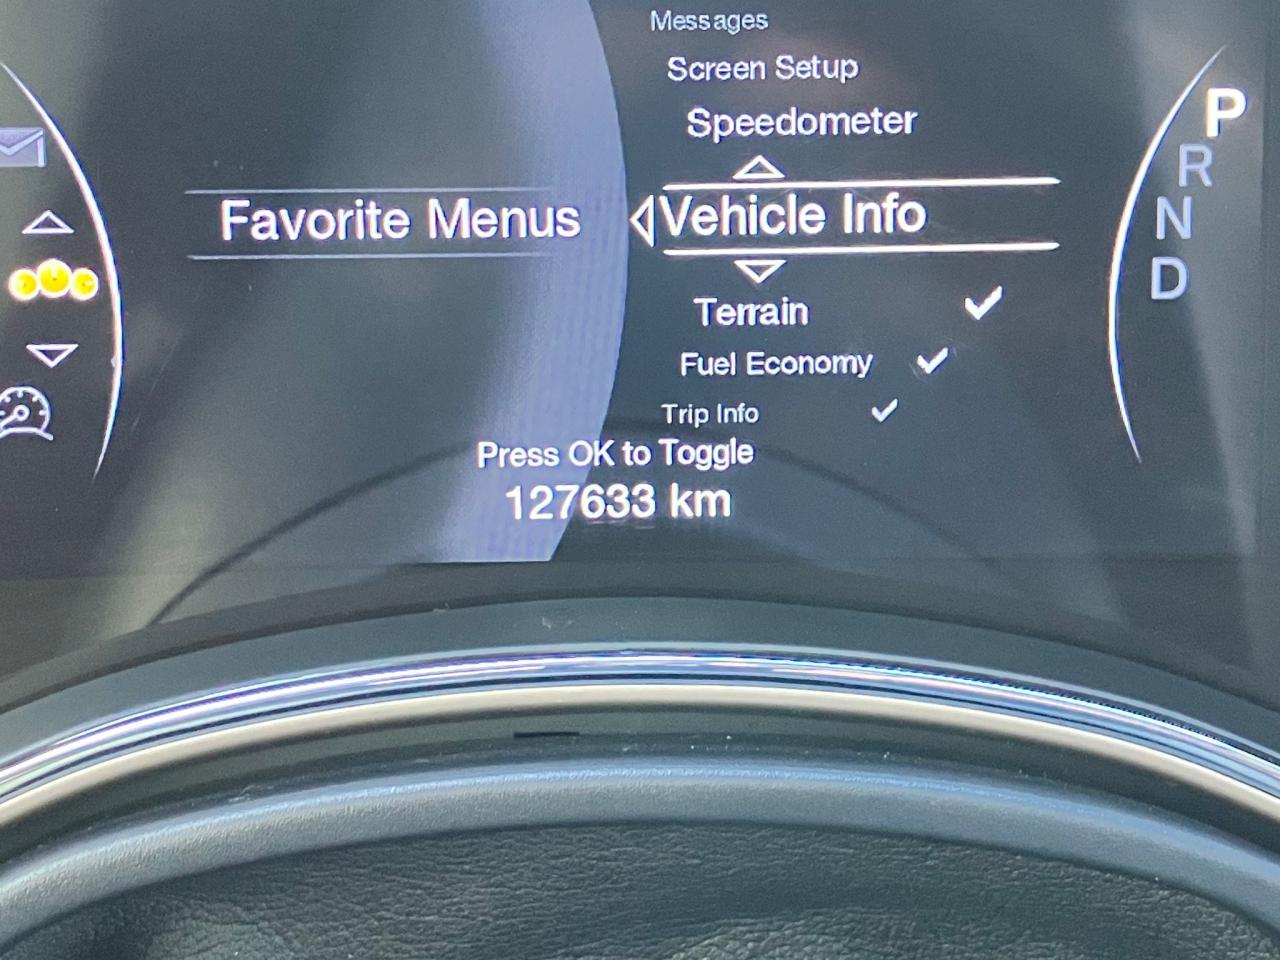 Messages
Screen Setup
Speedometer
Favorite Menus
Vehicle Info
Terrain
Fuel Economy
Trip Info
Press OK to Toggle
127633 km
P
R
N
D